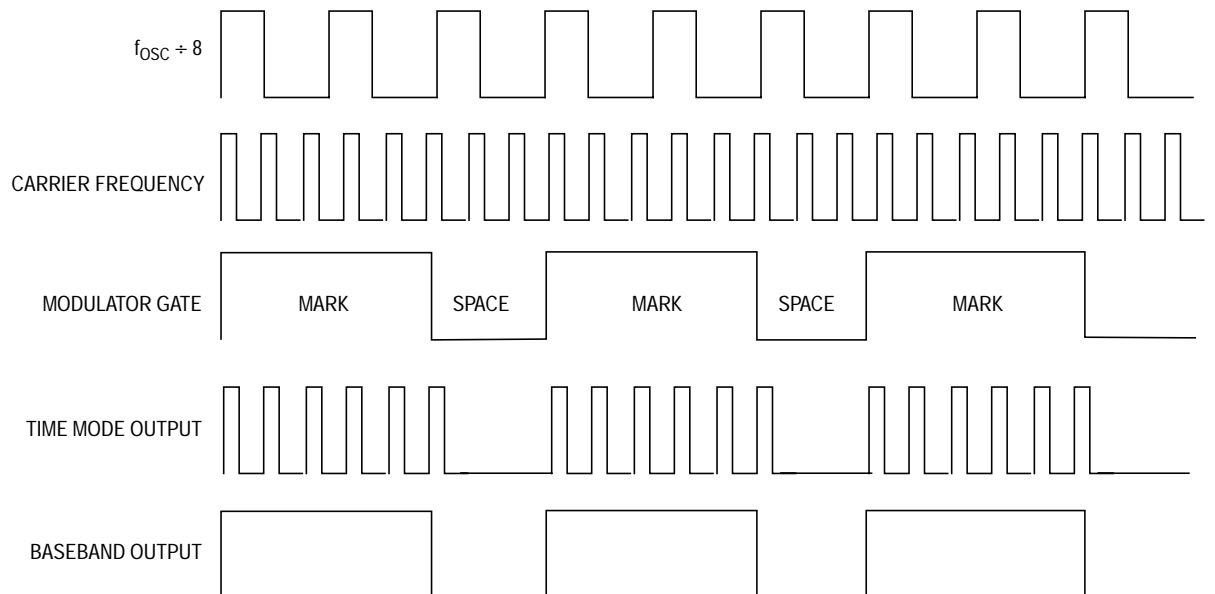 fOSC ÷ 8
CARRIER FREQUENCY
MODULATOR GATE
MARK SPACE MARK SPACE MARK
TIME MODE OUTPUT
BASEBAND OUTPUT